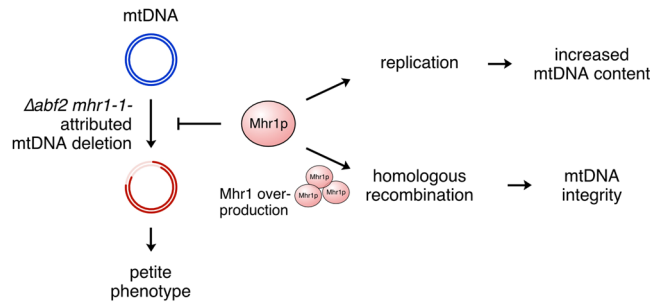 mtDNA
Δabf2 mhr1-1-
attributed
mtDNA deletion
petite
phenotype
Mhr1p
replication
increased
mtDNA content
Mhr1 over-
production
Mhr1p
Mhr1p
Mhr1p
homologous
recombination
mtDNA
integrity